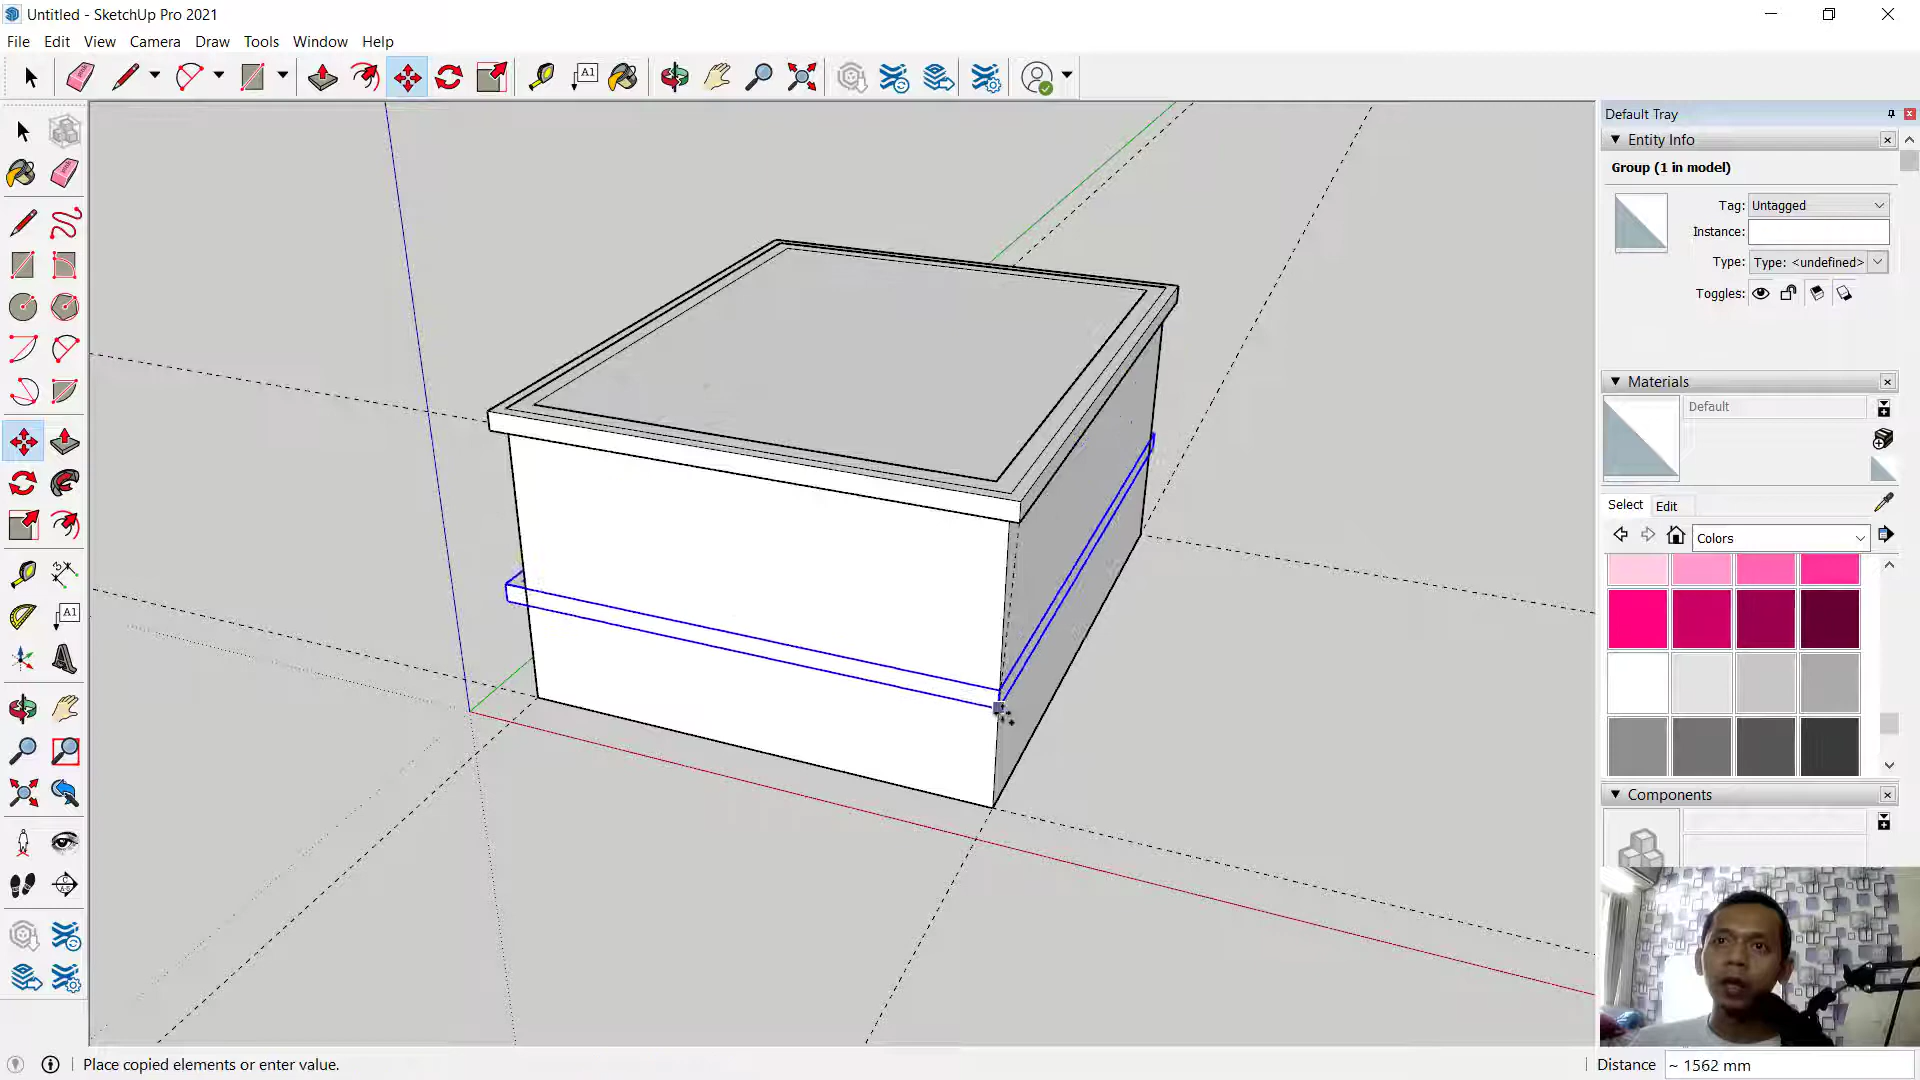 Untitled - SketchUp Pro 2021
File Edit View Camera Draw Tools Window Help
A1
Default Tray
Entity Info
Group (1 in model)
Tag: Untagged
Instance:
Type: Type: <undefined>
Toggles:
Materials
Default
Select Edit
Colors
A1
Components
Place copied elements or enter value.
Distance ~ 1562 mm